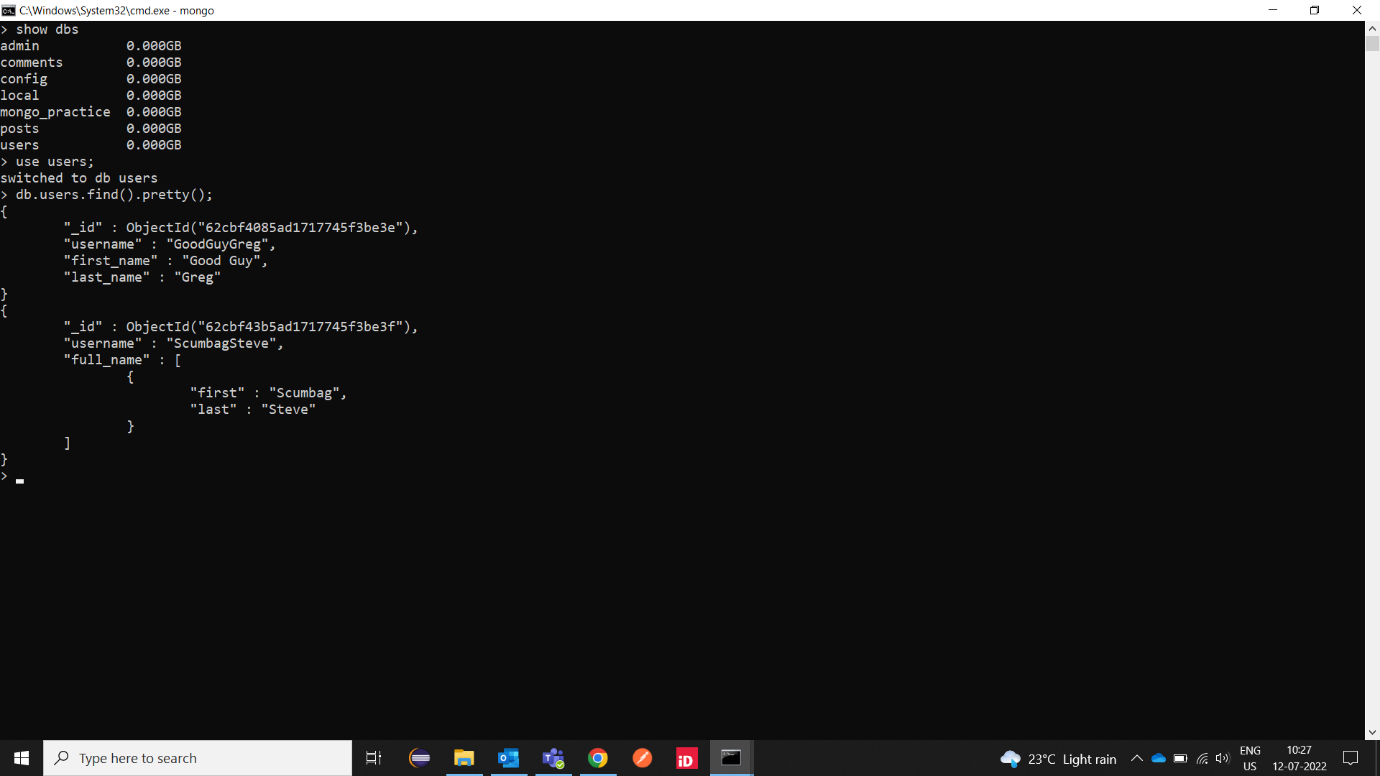 C:\Windows\System32\cmd.exe - mongo
> show dbs
admin           0.000GB
comments        0.000GB
config          0.000GB
local           0.000GB
mongo_practice  0.000GB
posts           0.000GB
users           0.000GB
> use users;
switched to db users
> db.users.find().pretty();
{
        "_id" : ObjectId("62cbf4085ad1717745f3be3e"),
        "username" : "GoodGuyGreg",
        "first_name" : "Good Guy",
        "last_name" : "Greg"
}
{
        "_id" : ObjectId("62cbf43b5ad1717745f3be3f"),
        "username" : "ScumbagSteve",
        "full_name" : [
                {
                        "first" : "Scumbag",
                        "last" : "Steve"
                }
        ]
}
>
Type here to search
iD
23°C Light rain
ENG
US
10:27
12-07-2022